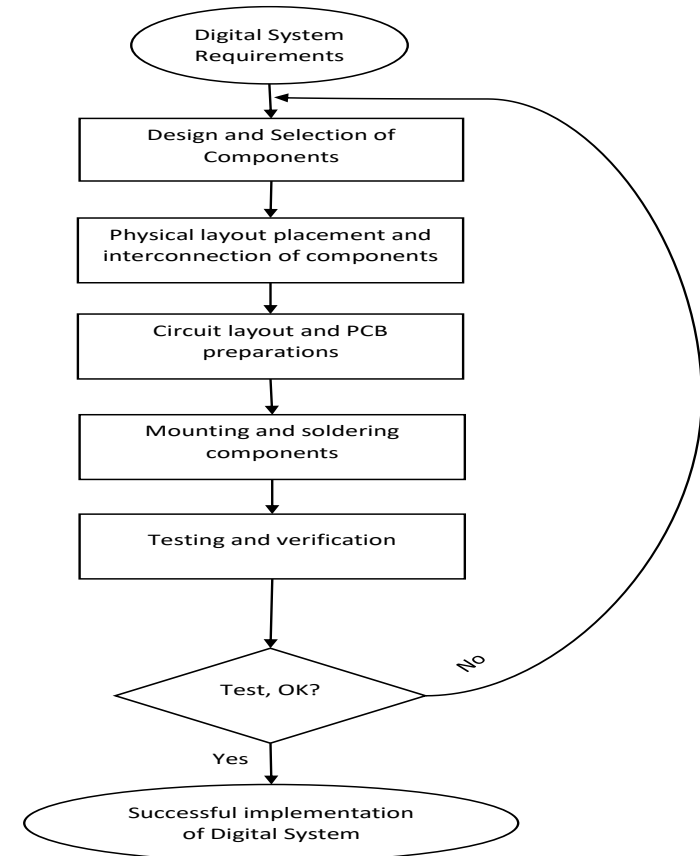 Digital System
Requirements
Design and Selection of
Components
Physical layout placement and
interconnection of components
Circuit layout and PCB
preparations
Mounting and soldering
components
Testing and verification
No
Test, OK?
Yes
Successful implementation
of Digital System